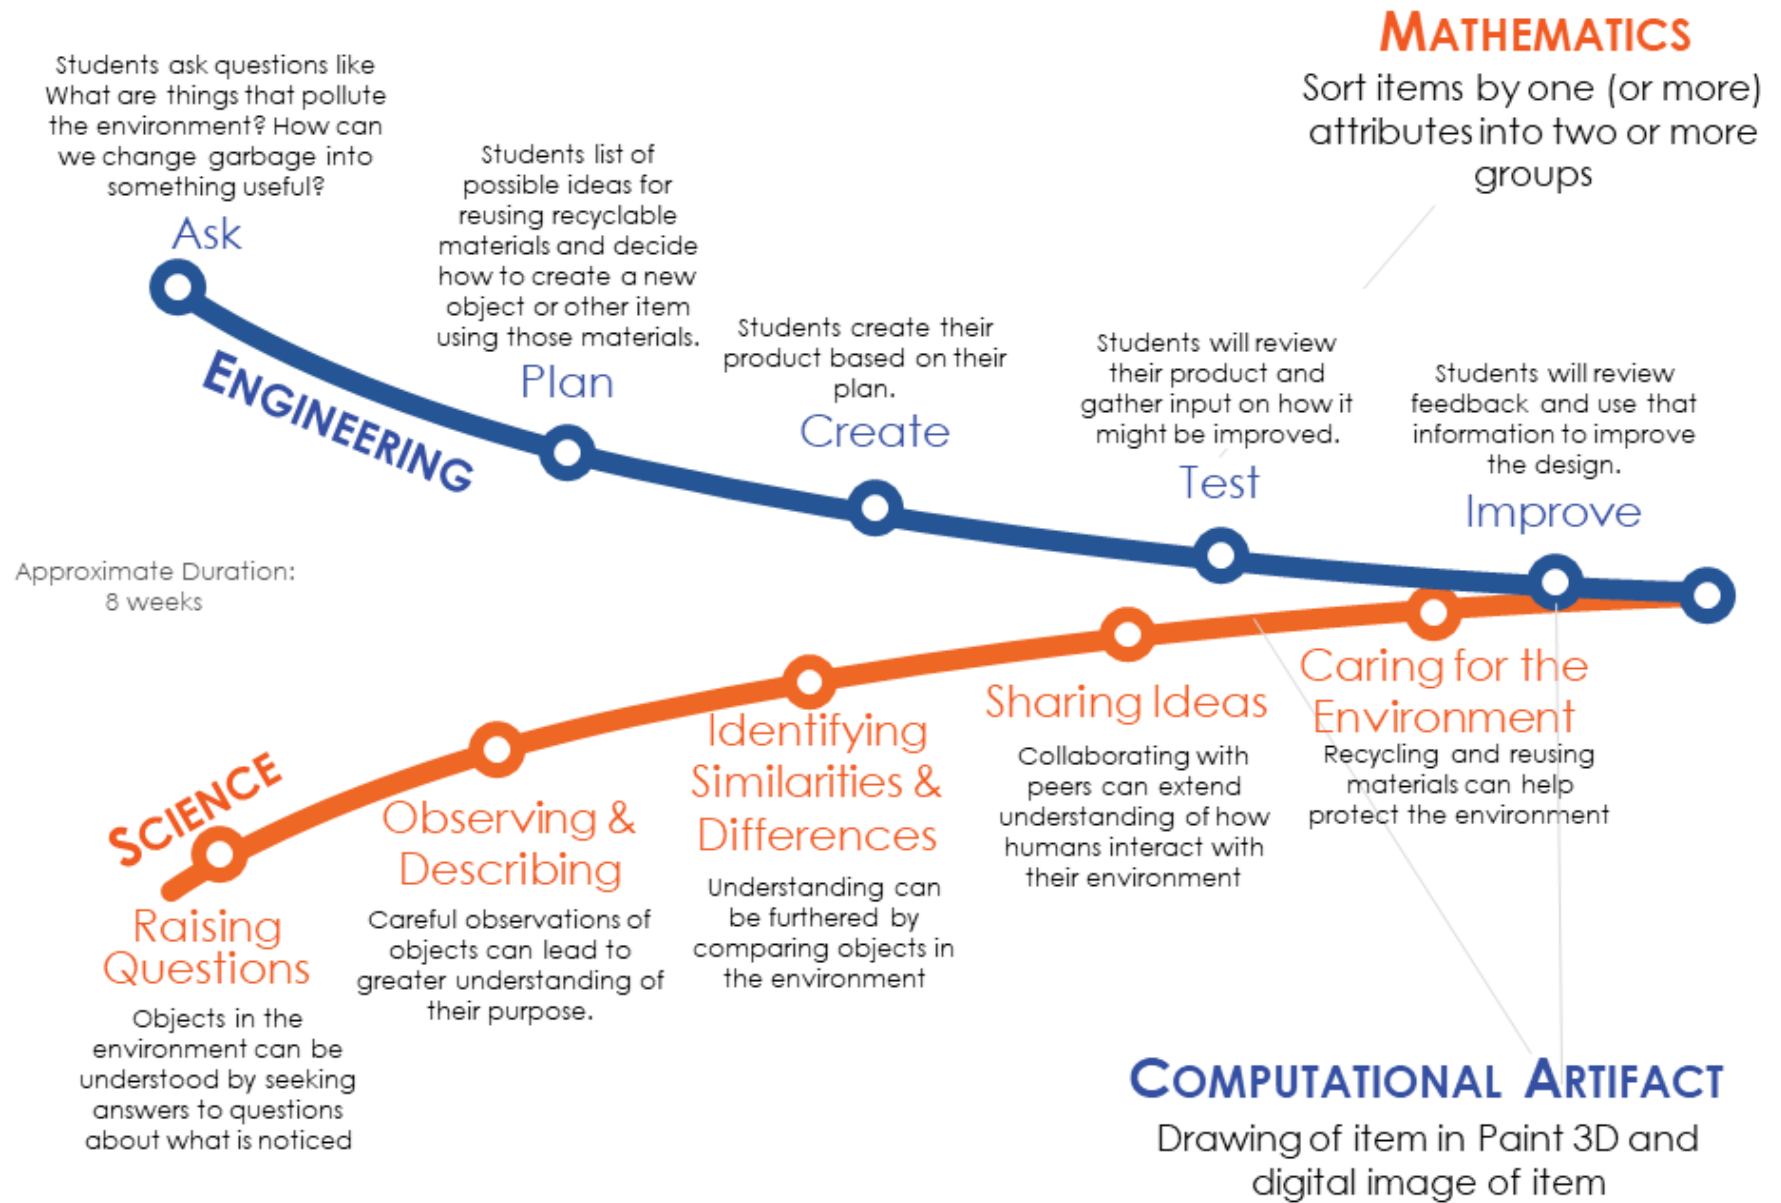 MATHEMATICS
Sort items by one (or more)
attributes into two or more
groups
Students ask questions like
What are things that pollute
the environment? How can
we change garbage into
something useful?
Ask
Students list of
possible ideas for
reusing recyclable
materials and decide
how to create a new
object or other item
using those materials.
Plan
Students create their
product based on their
plan.
Create
Students will review
their product and
gather input on how it
might be improved.
Test
Students will review
feedback and use that
information to improve
the design.
Improve
ENGINEERING
Approximate Duration:
8 weeks
SCIENCE
Raising
Questions
Objects in the
environment can be
understood by seeking
answers to questions
about what is noticed
Observing &
Describing
Careful observations of
objects can lead to
greater understanding of
their purpose.
Identifying
Similarities &
Differences
Understanding can
be furthered by
comparing objects in
the environment
Sharing Ideas
Collaborating with
peers can extend
understanding of how
humans interact with
their environment
Caring for the
Environment
Recycling and reusing
materials can help
protect the environment
COMPUTATIONAL ARTIFACT
Drawing of item in Paint 3D and
digital image of item